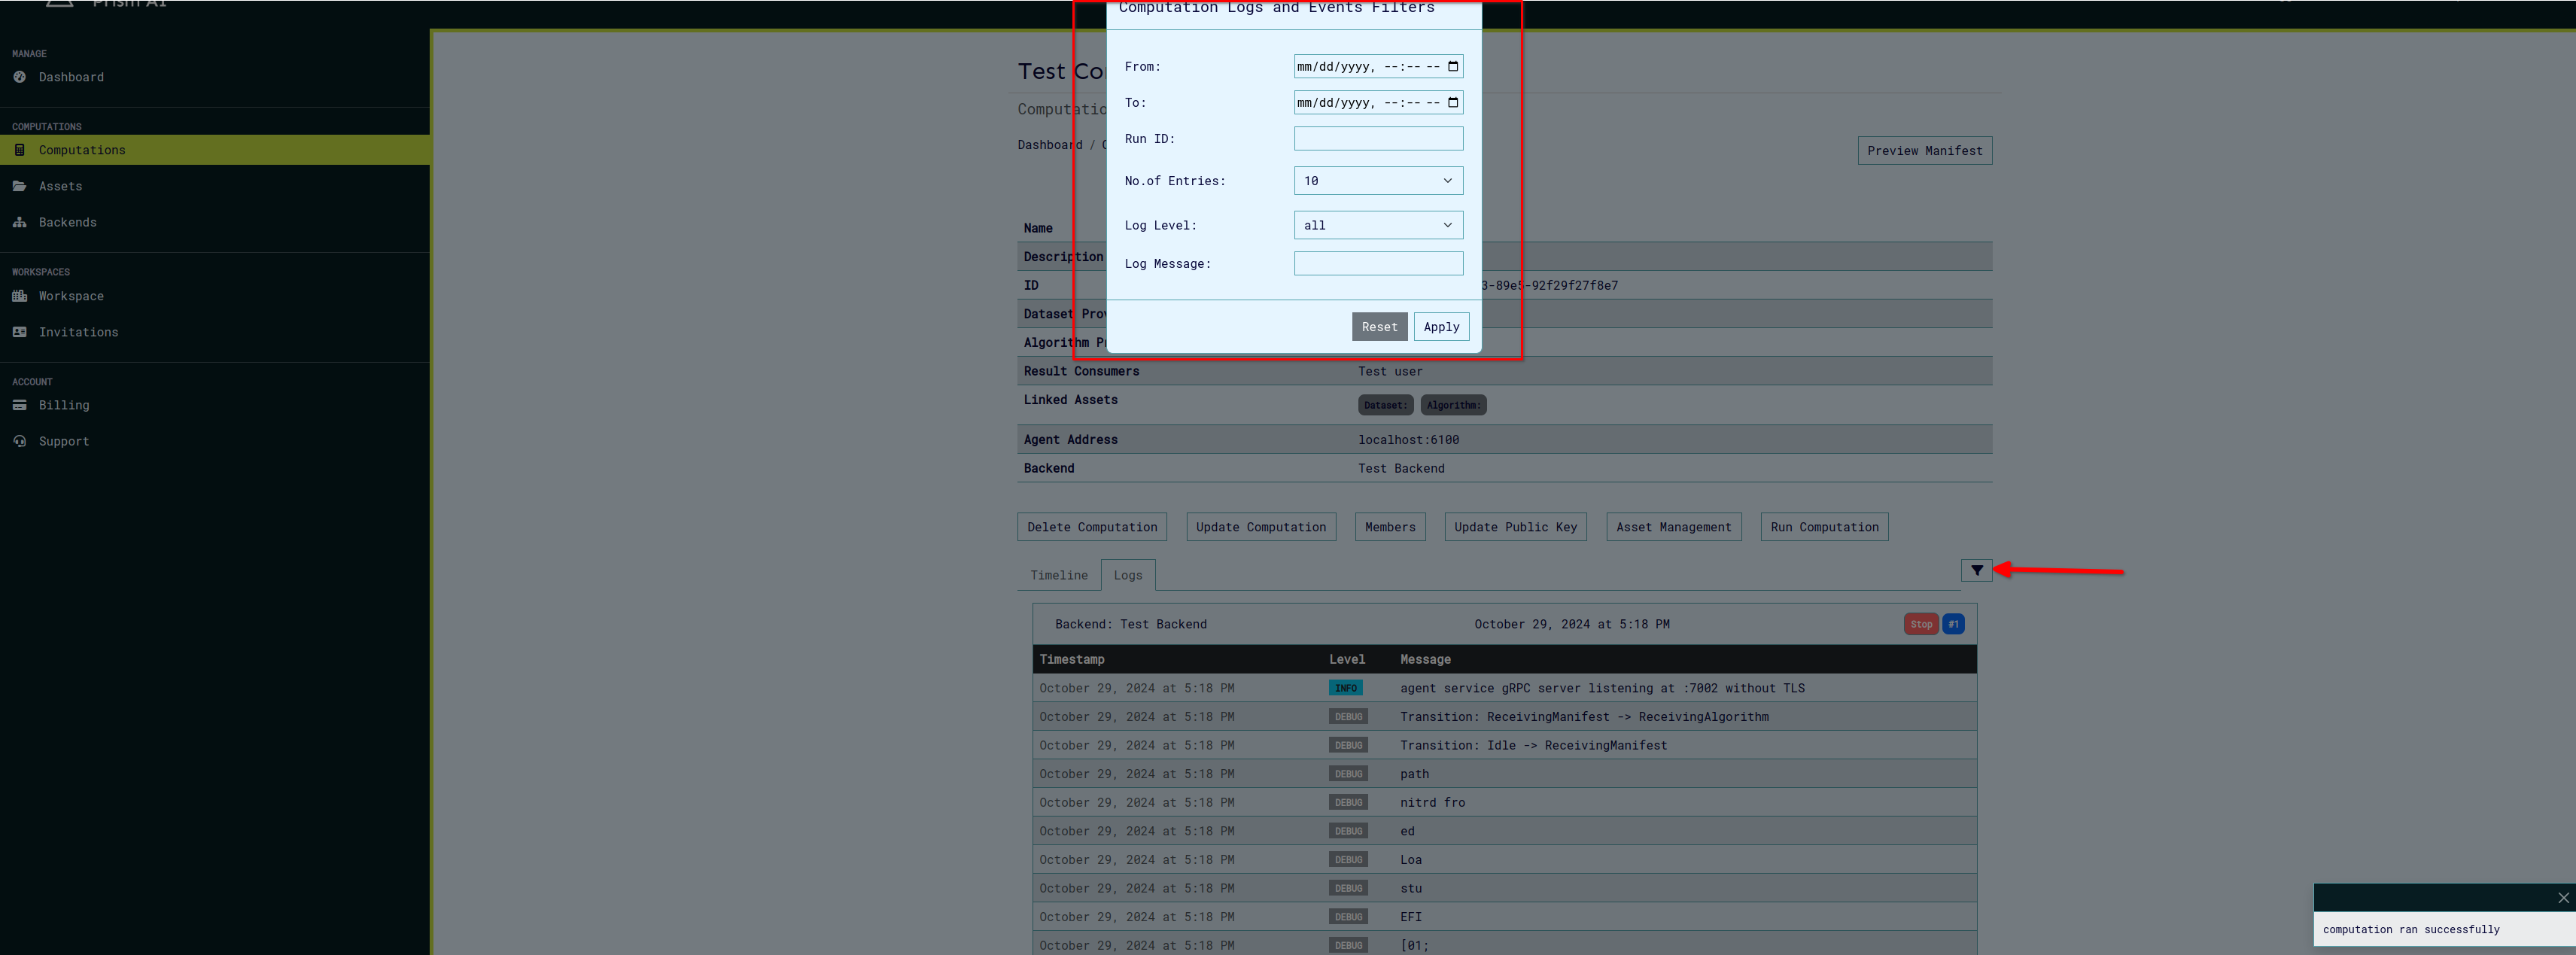 Prism AI
MANAGE
Dashboard
COMPUTATIONS
Computations
Assets
Backends
WORKSPACES
Workspace
Invitations
ACCOUNT
Billing
Support
Computation Logs and Events Filters
From: mm/dd/yyyy, --:-- --
To: mm/dd/yyyy, --:-- --
Run ID:
No.of Entries: 10
Log Level: all
Log Message:
Reset Apply
Test Co
Computatio
Dashboard /
Preview Manifest
Name
Description
ID 3-89e5-92f29f27f8e7
Dataset Prov
Algorithm P
Result Consumers Test user
Linked Assets Dataset: Algorithm:
Agent Address localhost:6100
Backend Test Backend
Delete Computation Update Computation Members Update Public Key Asset Management Run Computation
Timeline Logs
Backend: Test Backend October 29, 2024 at 5:18 PM Stop #1
Timestamp Level Message
October 29, 2024 at 5:18 PM INFO agent service gRPC server listening at :7002 without TLS
October 29, 2024 at 5:18 PM DEBUG Transition: ReceivingManifest -> ReceivingAlgorithm
October 29, 2024 at 5:18 PM DEBUG Transition: Idle -> ReceivingManifest
October 29, 2024 at 5:18 PM DEBUG path
October 29, 2024 at 5:18 PM DEBUG nitrd fro
October 29, 2024 at 5:18 PM DEBUG ed
October 29, 2024 at 5:18 PM DEBUG Loa
October 29, 2024 at 5:18 PM DEBUG stu
October 29, 2024 at 5:18 PM DEBUG EFI
October 29, 2024 at 5:18 PM DEBUG [01;
computation ran successfully